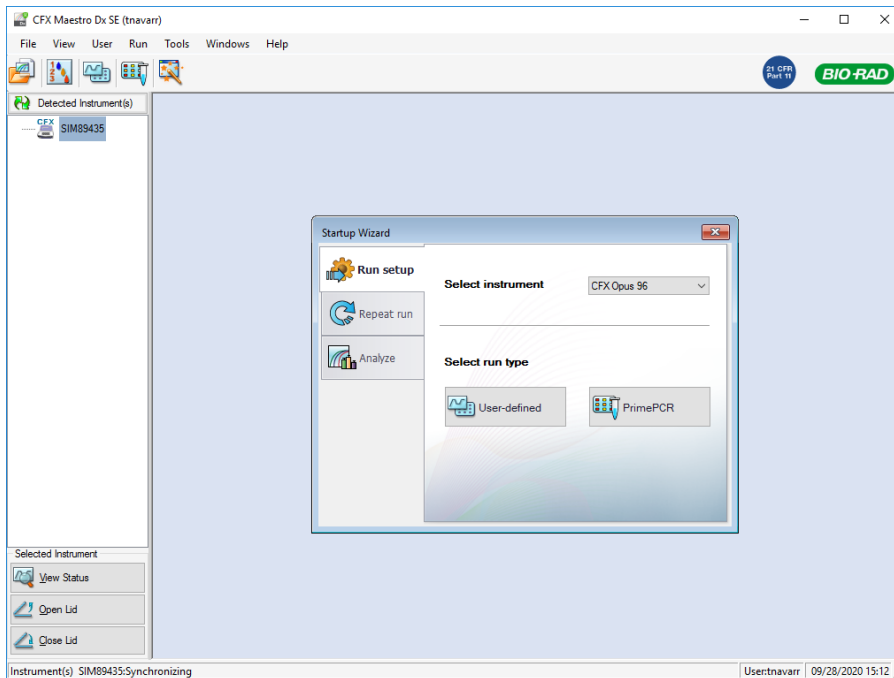 CFX Maestro Dx SE (tnavarr)
File View User Run Tools Windows Help
21 CFR
Part 11
BIO-RAD
Detected Instrument(s)
CFX
SIM89435
Startup Wizard
Run setup
Repeat run
Analyze
Select instrument
CFX Opus 96
Select run type
User-defined
PrimePCR
Selected Instrument
View Status
Open Lid
Close Lid
Instrument(s) SIM89435:Synchronizing
User:tnavarr 09/28/2020 15:12